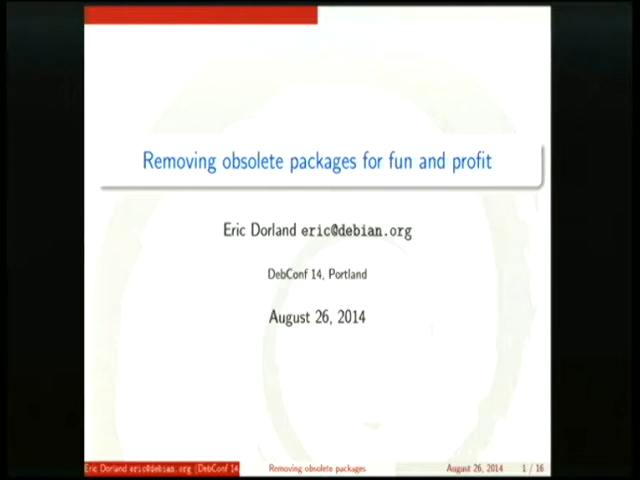 Removing obsolete packages for fun and profit
Eric Dorland eric@debian.org
DebConf 14, Portland
August 26, 2014
Eric Dorland eric@debian.org (DebConf 14 Removing obsolete packages August 26, 2014 1 / 16